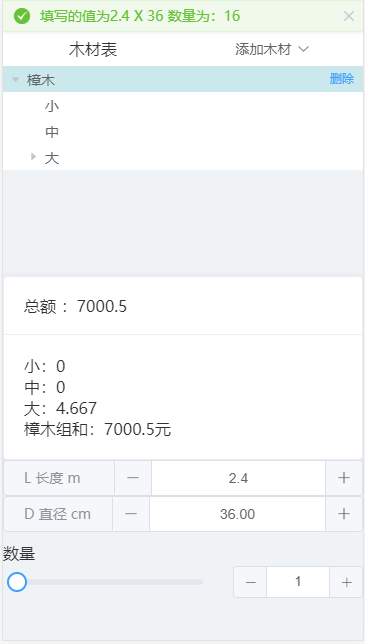 填写的值为2.4 X 36 数量为：16
木材表 添加木材
樟木 删除
小
中
大
总额 ：7000.5
小：0
中：0
大：4.667
樟木组和：7000.5元
L 长度 m 2.4
D 直径 cm 36.00
数量
1